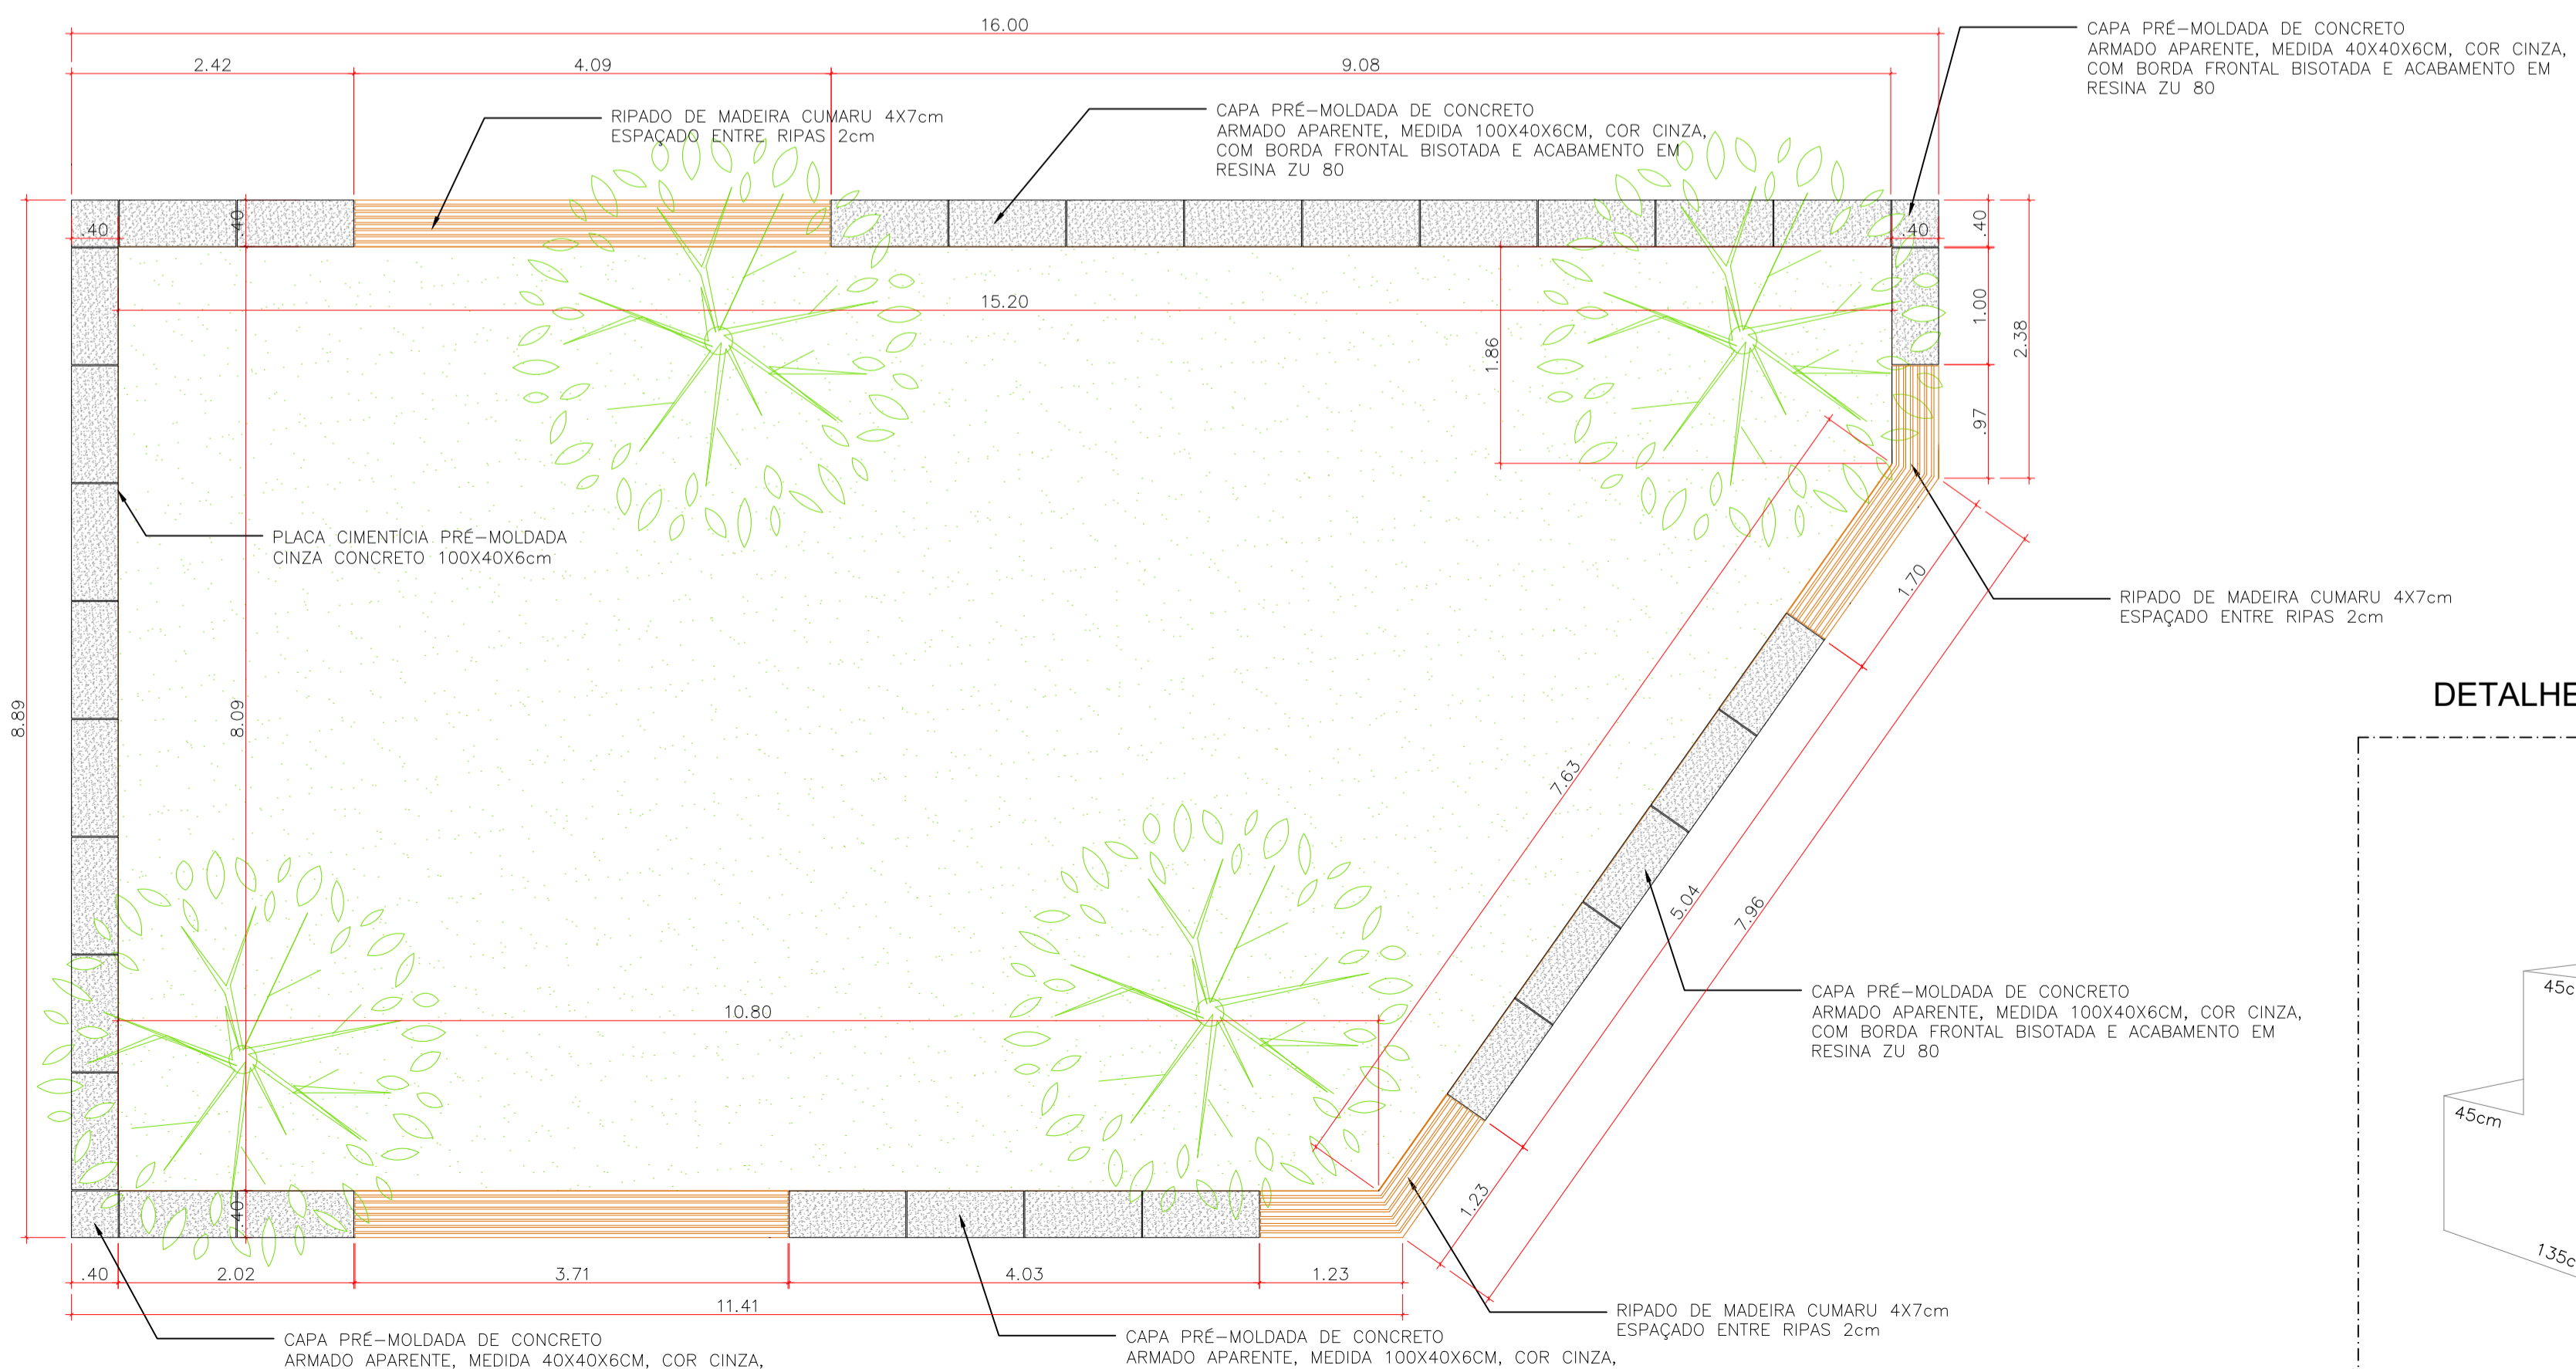 16.00
2.42
4.09
9.08
CAPA PRÉ-MOLDADA DE CONCRETO
ARMADO APARENTE, MEDIDA 40X40X6CM, COR CINZA,
COM BORDA FRONTAL BISOTADA E ACABAMENTO EM
RESINA ZU 80
RIPADO DE MADEIRA CUMARU 4X7cm
ESPAÇADO ENTRE RIPAS 2cm
CAPA PRÉ-MOLDADA DE CONCRETO
ARMADO APARENTE, MEDIDA 100X40X6CM, COR CINZA,
COM BORDA FRONTAL BISOTADA E ACABAMENTO EM
RESINA ZU 80
.40
.40
.40
.40
15.20
1.00
2.38
1.86
.97
PLACA CIMENTÍCIA PRÉ-MOLDADA
CINZA CONCRETO 100X40X6cm
1.70
RIPADO DE MADEIRA CUMARU 4X7cm
ESPAÇADO ENTRE RIPAS 2cm
8.89
8.09
7.63
DETALHE
5.04
7.96
CAPA PRÉ-MOLDADA DE CONCRETO
ARMADO APARENTE, MEDIDA 100X40X6CM, COR CINZA,
COM BORDA FRONTAL BISOTADA E ACABAMENTO EM
RESINA ZU 80
45c
45cm
135c
10.80
.40
1.23
.40
2.02
3.71
4.03
1.23
11.41
RIPADO DE MADEIRA CUMARU 4X7cm
ESPAÇADO ENTRE RIPAS 2cm
CAPA PRÉ-MOLDADA DE CONCRETO
ARMADO APARENTE, MEDIDA 40X40X6CM, COR CINZA,
CAPA PRÉ-MOLDADA DE CONCRETO
ARMADO APARENTE, MEDIDA 100X40X6CM, COR CINZA,